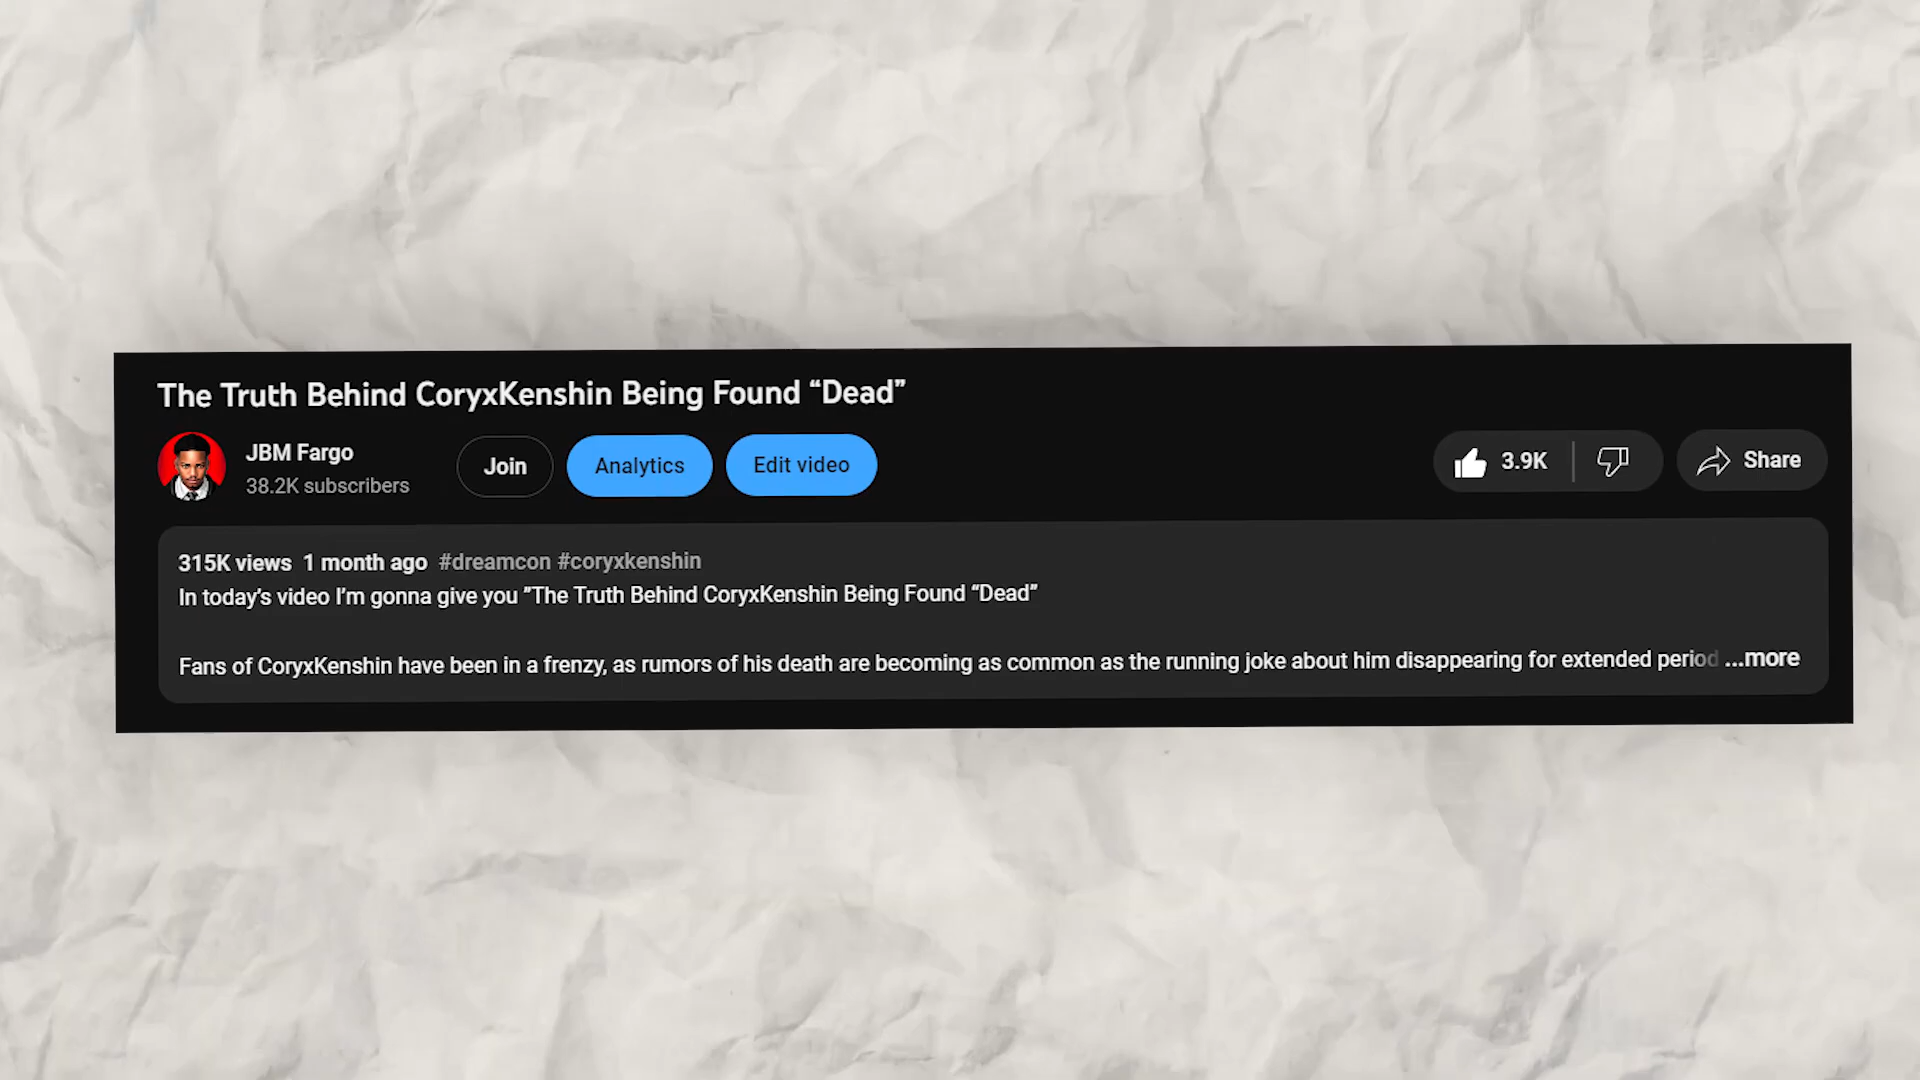 The Truth Behind CoryxKenshin Being Found “Dead”
JBM Fargo
38.2K subscribers
Join
Analytics
Edit video
3.9K
Share
315K views 1 month ago #dreamcon #coryxkenshin
In today’s video I’m gonna give you ”The Truth Behind CoryxKenshin Being Found “Dead”
Fans of CoryxKenshin have been in a frenzy, as rumors of his death are becoming as common as the running joke about him disappearing for extended period ...more